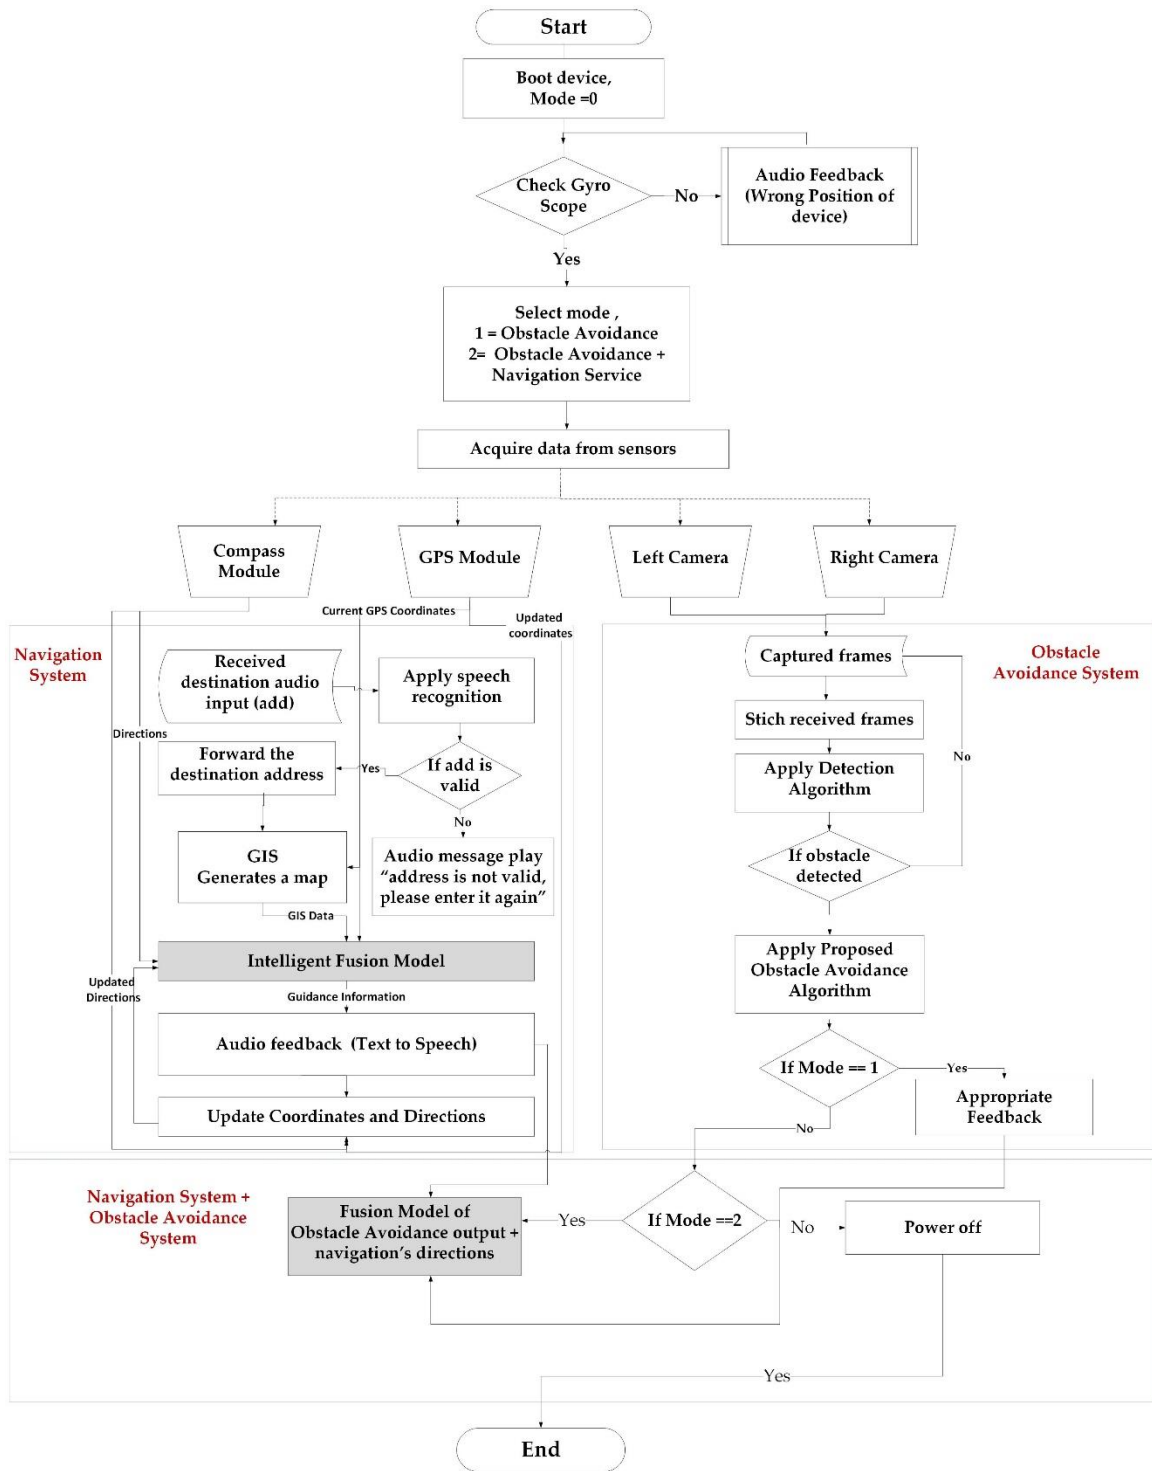 Start
Boot device,
Mode =0
Check Gyro
Scope
No
Audio Feedback
(Wrong Position of
device)
Yes
Select mode ,
1 = Obstacle Avoidance
2= Obstacle Avoidance +
Navigation Service
Acquire data from sensors
Compass
Module
GPS Module
Left Camera
Right Camera
Current GPS Coordinates
Updated
coordinates
Navigation
System
Received
destination audio
input (add)
Apply speech
recognition
Directions
Forward the
destination address
Yes
If add is
valid
No
GIS
Generates a map
Audio message play
“address is not valid,
please enter it again”
GIS Data
Intelligent Fusion Model
Updated
Directions
Guidance Information
Audio feedback (Text to Speech)
Update Coordinates and Directions
Obstacle
Avoidance System
Captured frames
Stich received frames
No
Apply Detection
Algorithm
If obstacle
detected
Apply Proposed
Obstacle Avoidance
Algorithm
If Mode == 1
Yes
Appropriate
Feedback
No
Navigation System +
Obstacle Avoidance
System
Fusion Model of
Obstacle Avoidance output +
navigation’s directions
Yes
If Mode ==2
No
Power off
Yes
End